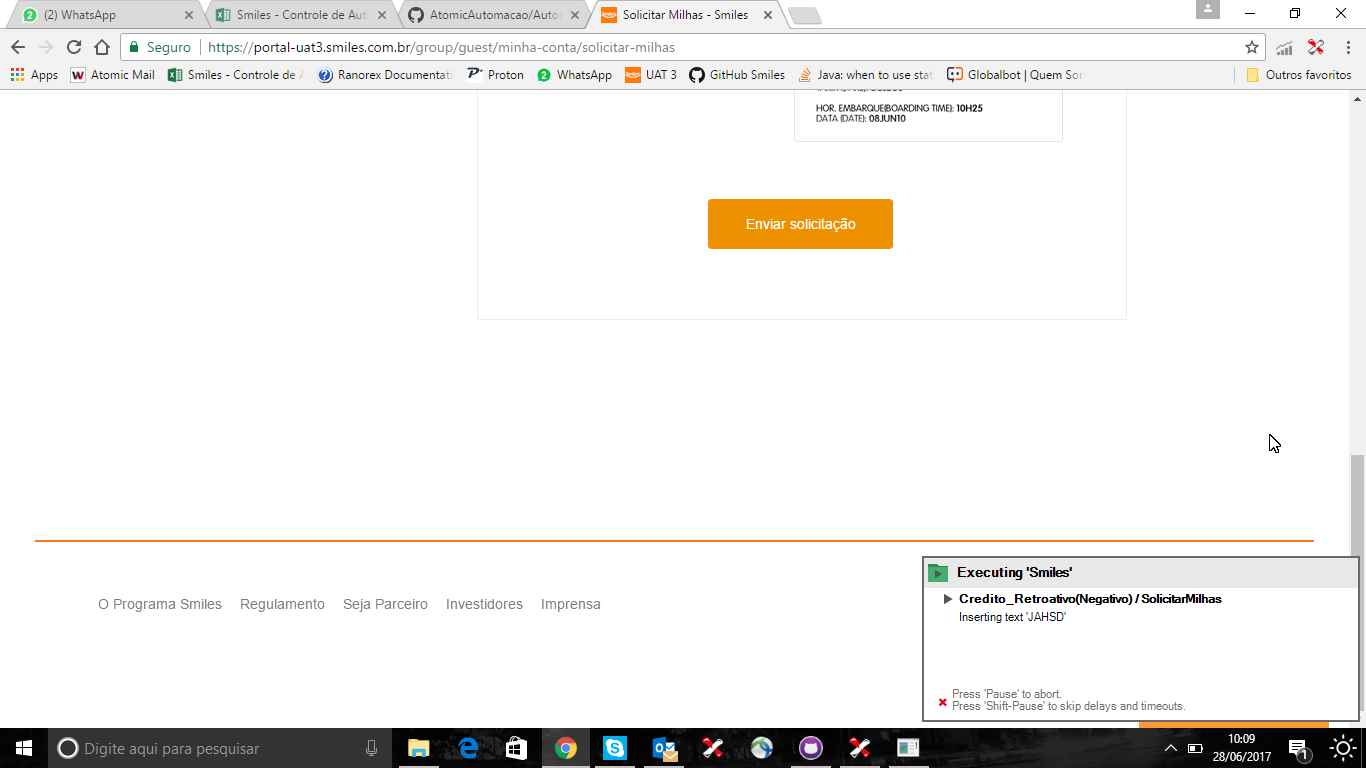 (2) WhatsApp
Smiles - Controle de Aut
AtomicAutomacao/Auto
Solicitar Milhas - Smiles
Seguro
https://portal-uat3.smiles.com.br/group/guest/minha-conta/solicitar-milhas
Apps
Atomic Mail
Smiles - Controle de A
Ranorex Documentati
Proton
WhatsApp
UAT 3
GitHub Smiles
Java: when to use stat
Globalbot | Quem Sor
Outros favoritos
HOR. EMBARQUE(BOARDING TIME): 10H25
DATA (DATE): 08JUN10
Enviar solicitação
O Programa Smiles
Regulamento
Seja Parceiro
Investidores
Imprensa
Executing 'Smiles'
Credito_Retroativo(Negativo) / SolicitarMilhas
Inserting text 'JAHSD'
Press 'Pause' to abort.
Press 'Shift-Pause' to skip delays and timeouts.
Digite aqui para pesquisar
10:09
28/06/2017
1